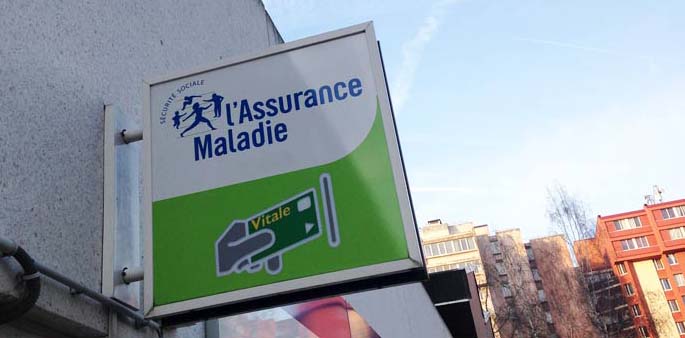 SÉCURITÉ SOCIALE
l'Assurance
Maladie
Vitale